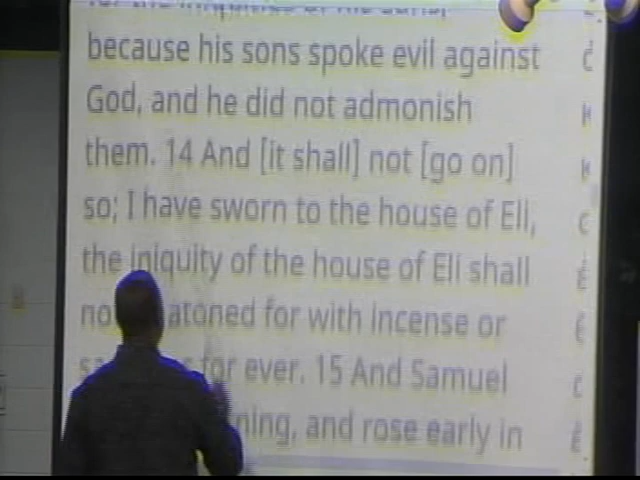 because his sons spoke evil against
God, and he did not admonish
them. 14 And [it shall] not [go on]
so; I have sworn to the house of Eli,
the iniquity of the house of Eli shall
atoned for with incense or
for ever. 15 And Samuel
and rose early in